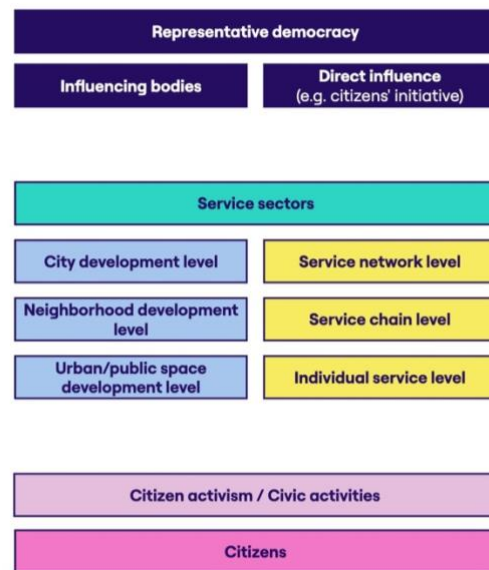 Representative democracy
Influencing bodies
Direct influence
(e.g. citizens' initiative)
Service sectors
City development level
Service network level
Neighborhood development
level
Service chain level
Urban/public space
development level
Individual service level
Citizen activism / Civic activities
Citizens